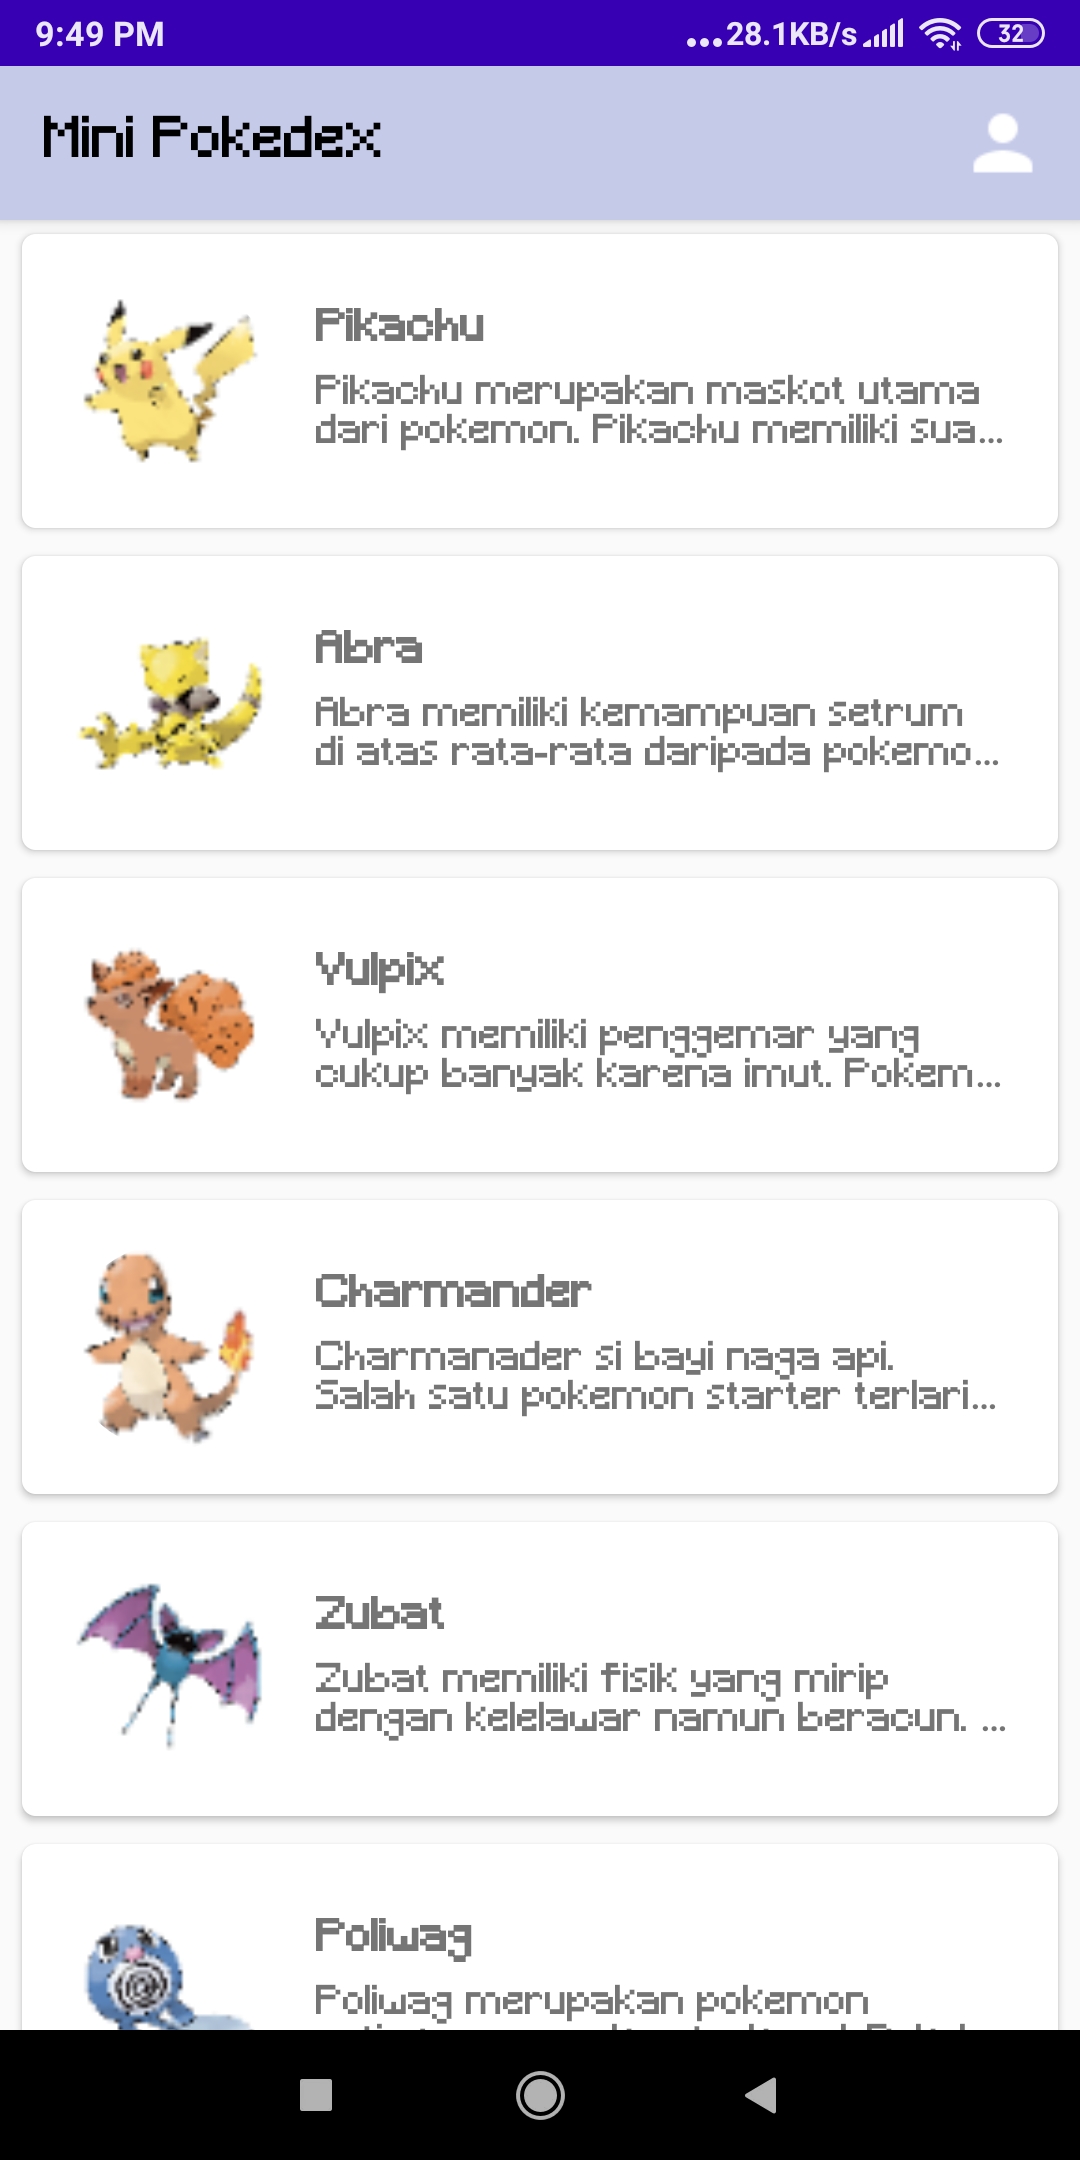 9:49 PM
...28.1KB/s 32
Mini Pokedex
Pikachu
Pikachu merupakan maskot utama
dari pokemon. Pikachu memiliki sua...
Abra
Abra memiliki kemampuan setrum
di atas rata-rata daripada pokemo...
Vulpix
Vulpix memiliki penggemar yang
cukup banyak karena imut. Pokem...
Charmander
Charmanader si bayi naga api.
Salah satu pokemon starter terlari...
Zubat
Zubat memiliki fisik yang mirip
dengan kelelawar namun beracun. ...
Poliwag
Poliwag merupakan pokemon